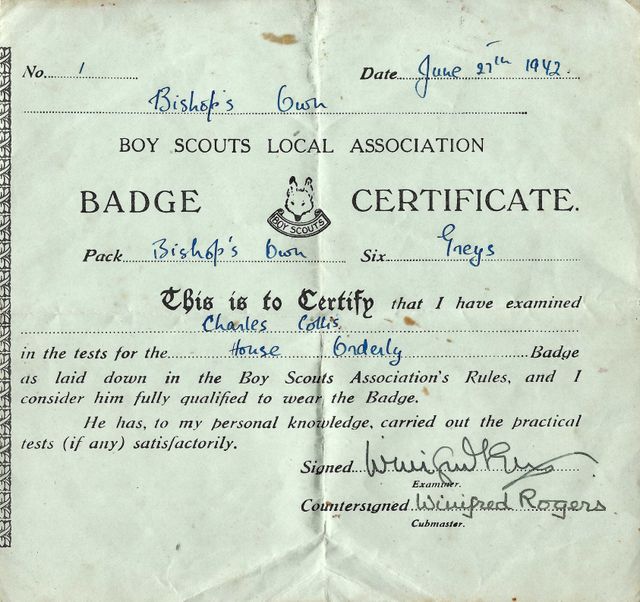 No. 1 Date June 27th 1942.
Bishop's Own
BOY SCOUTS LOCAL ASSOCIATION
BADGE CERTIFICATE.
BOY SCOUTS
Pack Bishop's Own Six Greys
This is to Certify that I have examined
Charles Collis
in the tests for the House Orderly Badge
as laid down in the Boy Scouts Association's Rules, and I
consider him fully qualified to wear the Badge.
He has, to my personal knowledge, carried out the practical
tests (if any) satisfactorily.
Signed Winifred
Examiner.
Countersigned Winifred Rogers
Cubmaster.